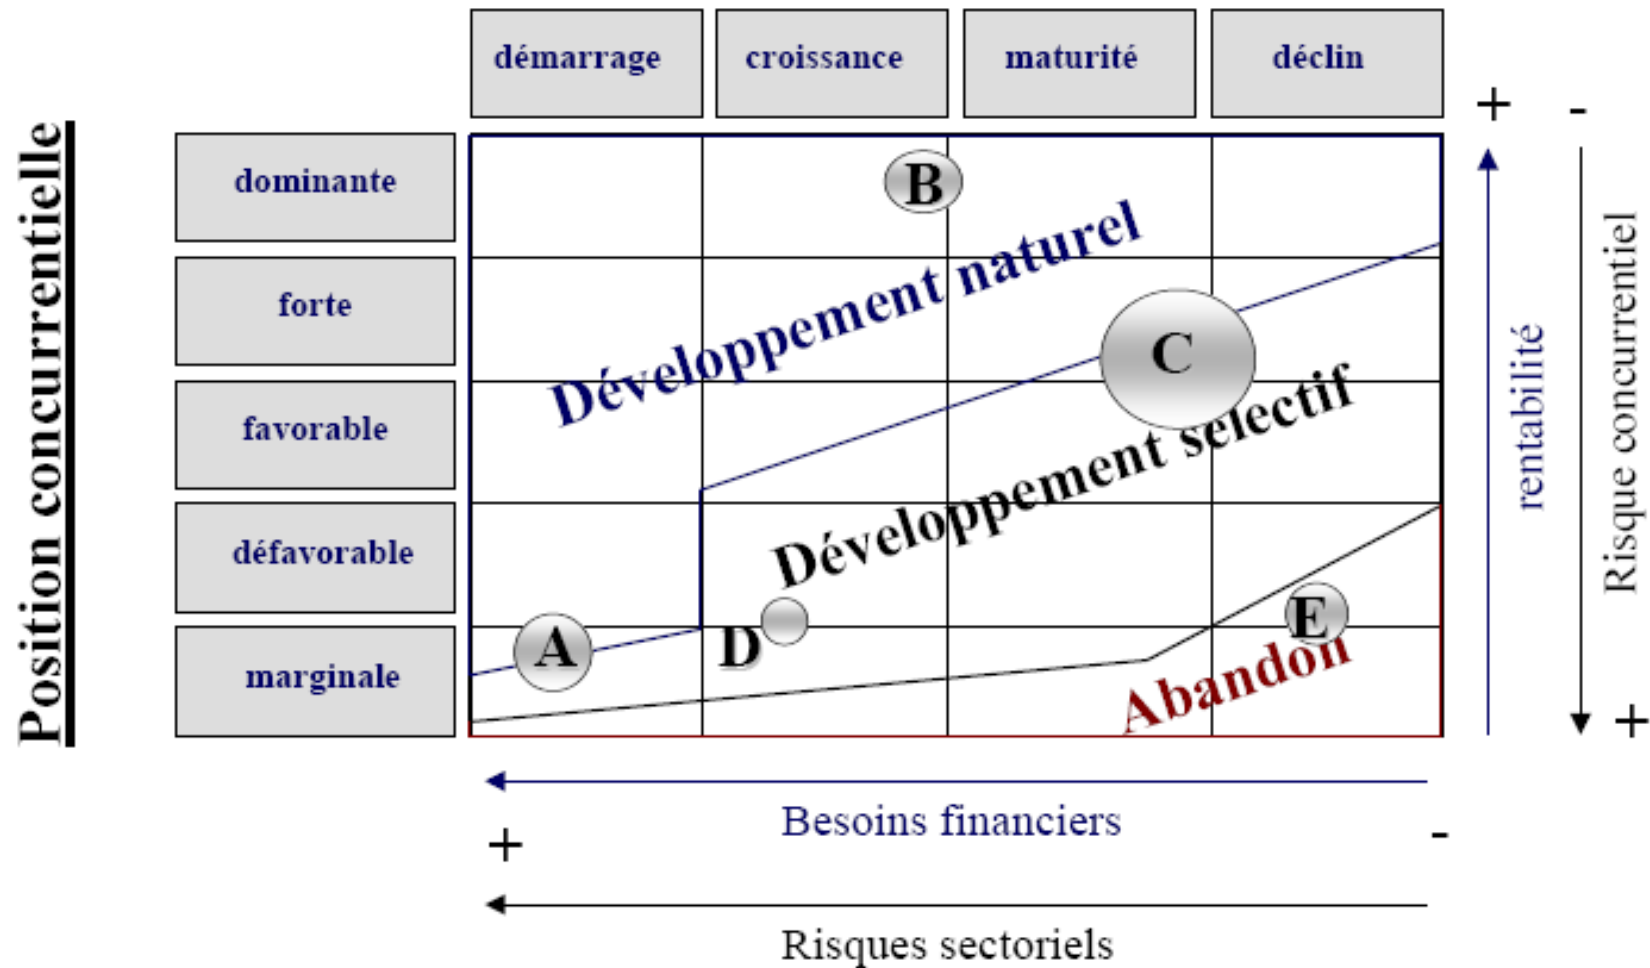 démarrage croissance maturité déclin
+ -
Position concurrentielle
dominante
B
forte
Développement naturel
C
favorable
Développement sélectif
défavorable
D
E
marginale
A
Abandon
rentabilité
Risque concurrentiel
+
Besoins financiers
+ -
Risques sectoriels